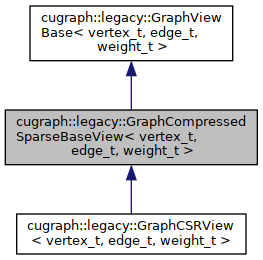 cugraph::legacy::GraphView
Base< vertex_t, edge_t,
weight_t >
cugraph::legacy::GraphCompressed
SparseBaseView< vertex_t,
edge_t, weight_t >
cugraph::legacy::GraphCSRView
< vertex_t, edge_t, weight_t >